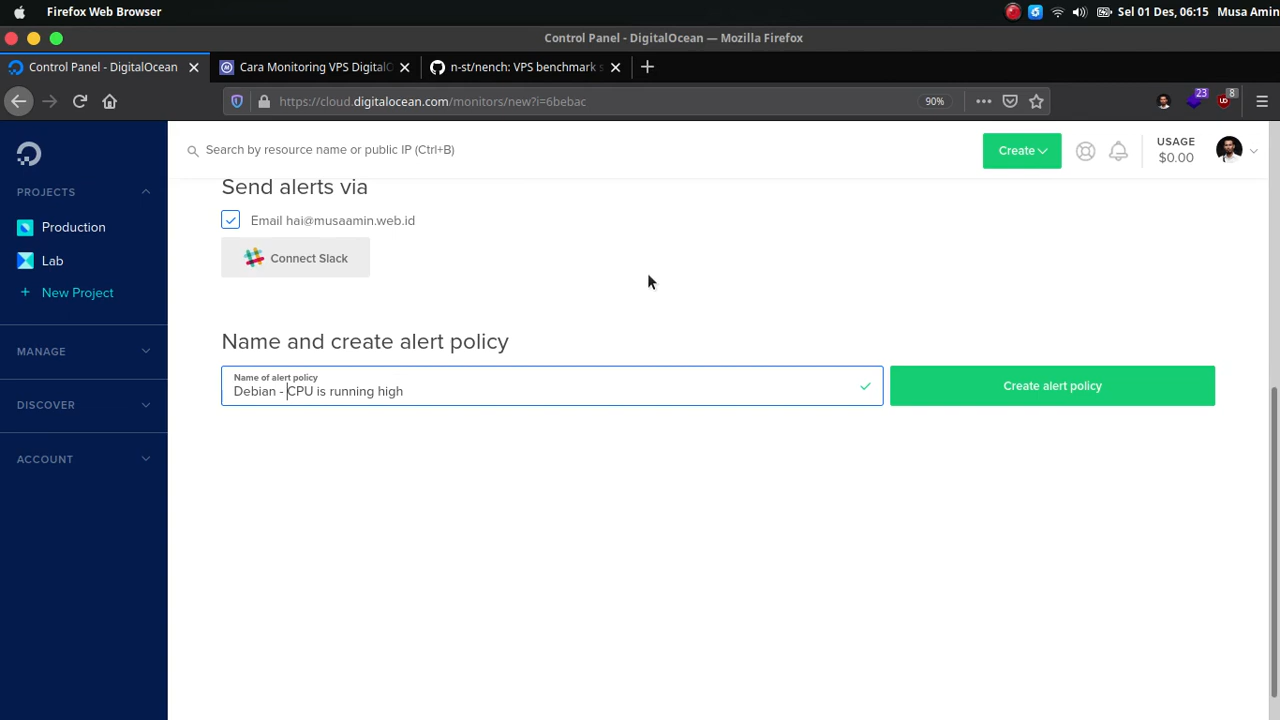 Firefox Web Browser
Sel 01 Des, 06:15
Musa Amin
Control Panel - DigitalOcean — Mozilla Firefox
Control Panel - DigitalOcean
Cara Monitoring VPS DigitalO
n-st/nench: VPS benchmark s
https://cloud.digitalocean.com/monitors/new?i=6bebac
90%
23
8
UD
Search by resource name or public IP (Ctrl+B)
Create
USAGE
$0.00
PROJECTS
Production
Lab
+ New Project
MANAGE
DISCOVER
ACCOUNT
Send alerts via
Email hai@musaamin.web.id
Connect Slack
Name and create alert policy
Name of alert policy
Debian - CPU is running high
Create alert policy